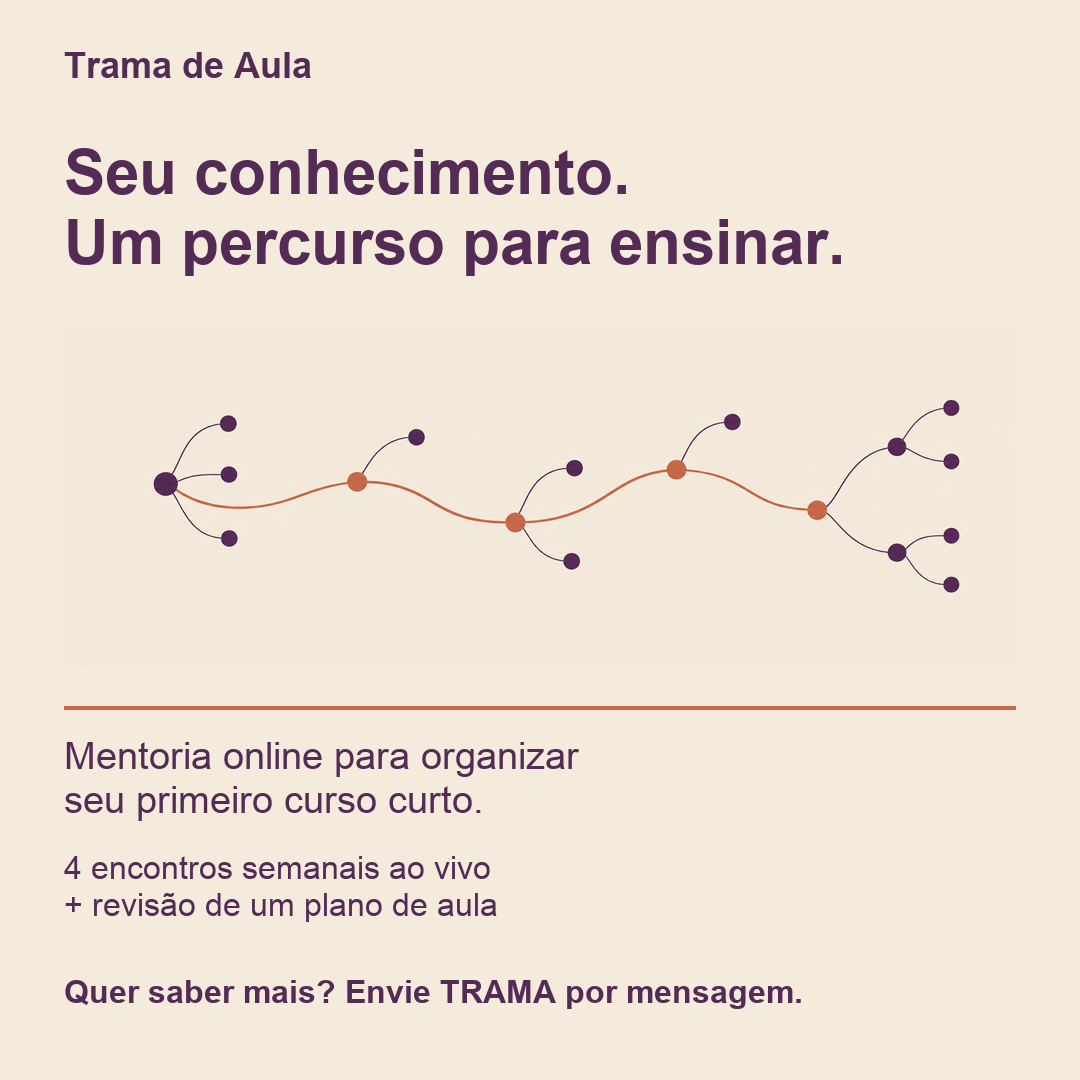 Trama de Aula
Seu conhecimento.
Um percurso para ensinar.
Mentoria online para organizar
seu primeiro curso curto.
4 encontros semanais ao vivo
+ revisão de um plano de aula
Quer saber mais? Envie TRAMA por mensagem.